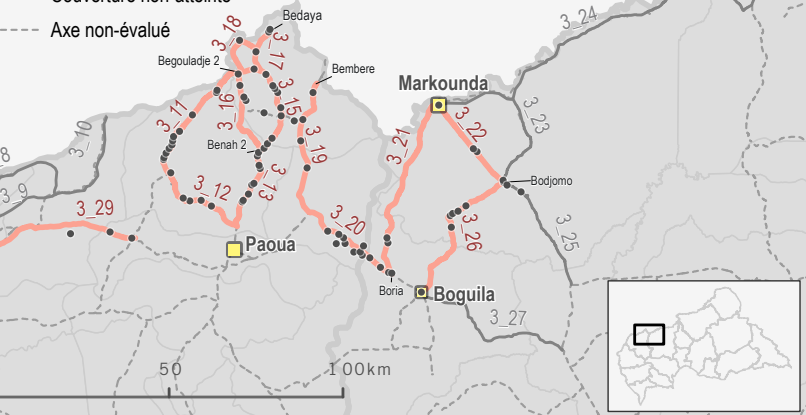 Couverture non-atteinte
Axe non-évalué
3_18
Bedaya
3_24
3_17
Begouladje 2
Bembere
Markounda
3_11
3_16
3_15
3_10
3_19
3_21
3_22
3_23
Benah 2
8
3_9
3_12
3_13
Bodjomo
3_29
3_20
3_26
3_25
Paoua
Boria
Boguila
3_27
50
100km